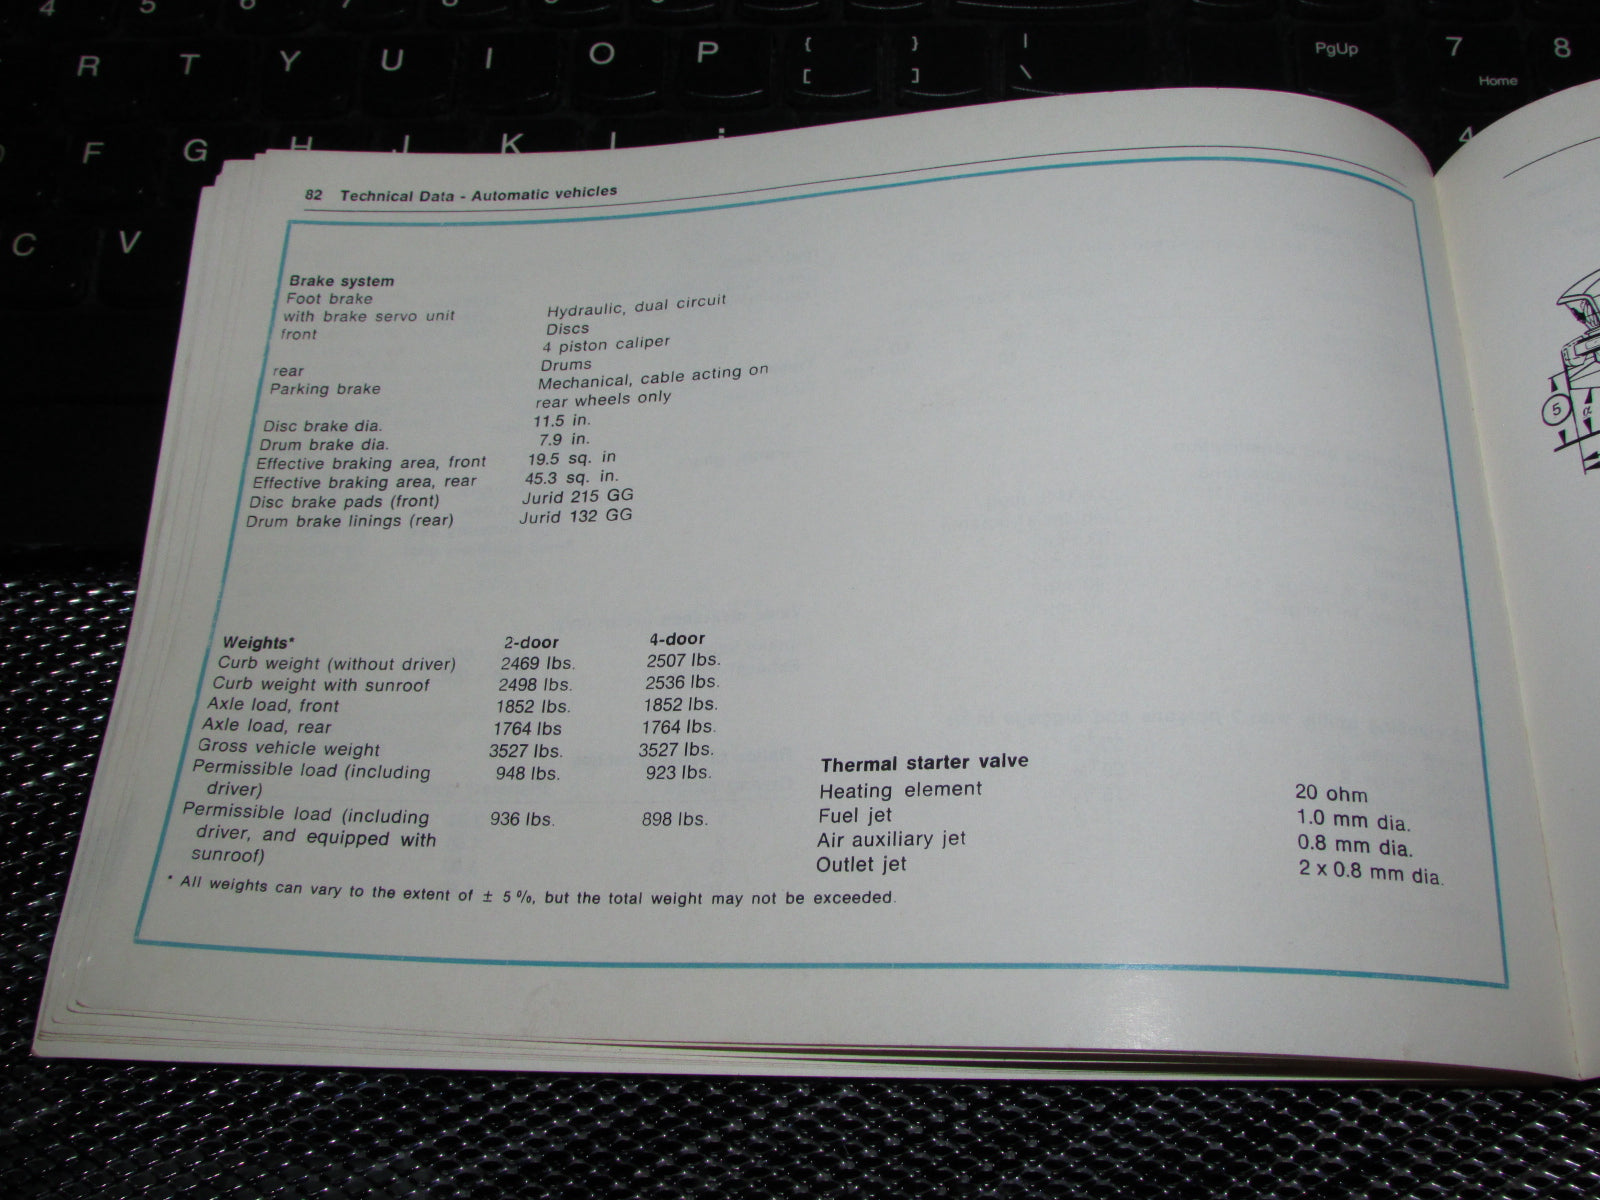 4 5 6 7 8
R T Y U I O P { [ } ] | \ PgUp 7 Home 8
F G H J K L 4
C V
82 Technical Data - Automatic vehicles
Brake system
Foot brake
with brake servo unit Hydraulic, dual circuit
front Discs
4 piston caliper
rear Drums
Parking brake Mechanical, cable acting on
rear wheels only
Disc brake dia. 11.5 in.
Drum brake dia. 7.9 in.
Effective braking area, front 19.5 sq. in
Effective braking area, rear 45.3 sq. in.
Disc brake pads (front) Jurid 215 GG
Drum brake linings (rear) Jurid 132 GG
Weights* 2-door 4-door
Curb weight (without driver) 2469 lbs. 2507 lbs.
Curb weight with sunroof 2498 lbs. 2536 lbs.
Axle load, front 1852 lbs. 1852 lbs.
Axle load, rear 1764 lbs 1764 lbs.
Gross vehicle weight 3527 lbs. 3527 lbs.
Permissible load (including 948 lbs. 923 lbs.
driver)
Permissible load (including 936 lbs. 898 lbs.
driver, and equipped with
sunroof)
* All weights can vary to the extent of ± 5 %, but the total weight may not be exceeded.
Thermal starter valve
Heating element 20 ohm
Fuel jet 1.0 mm dia.
Air auxiliary jet 0.8 mm dia.
Outlet jet 2 x 0.8 mm dia.
5 α